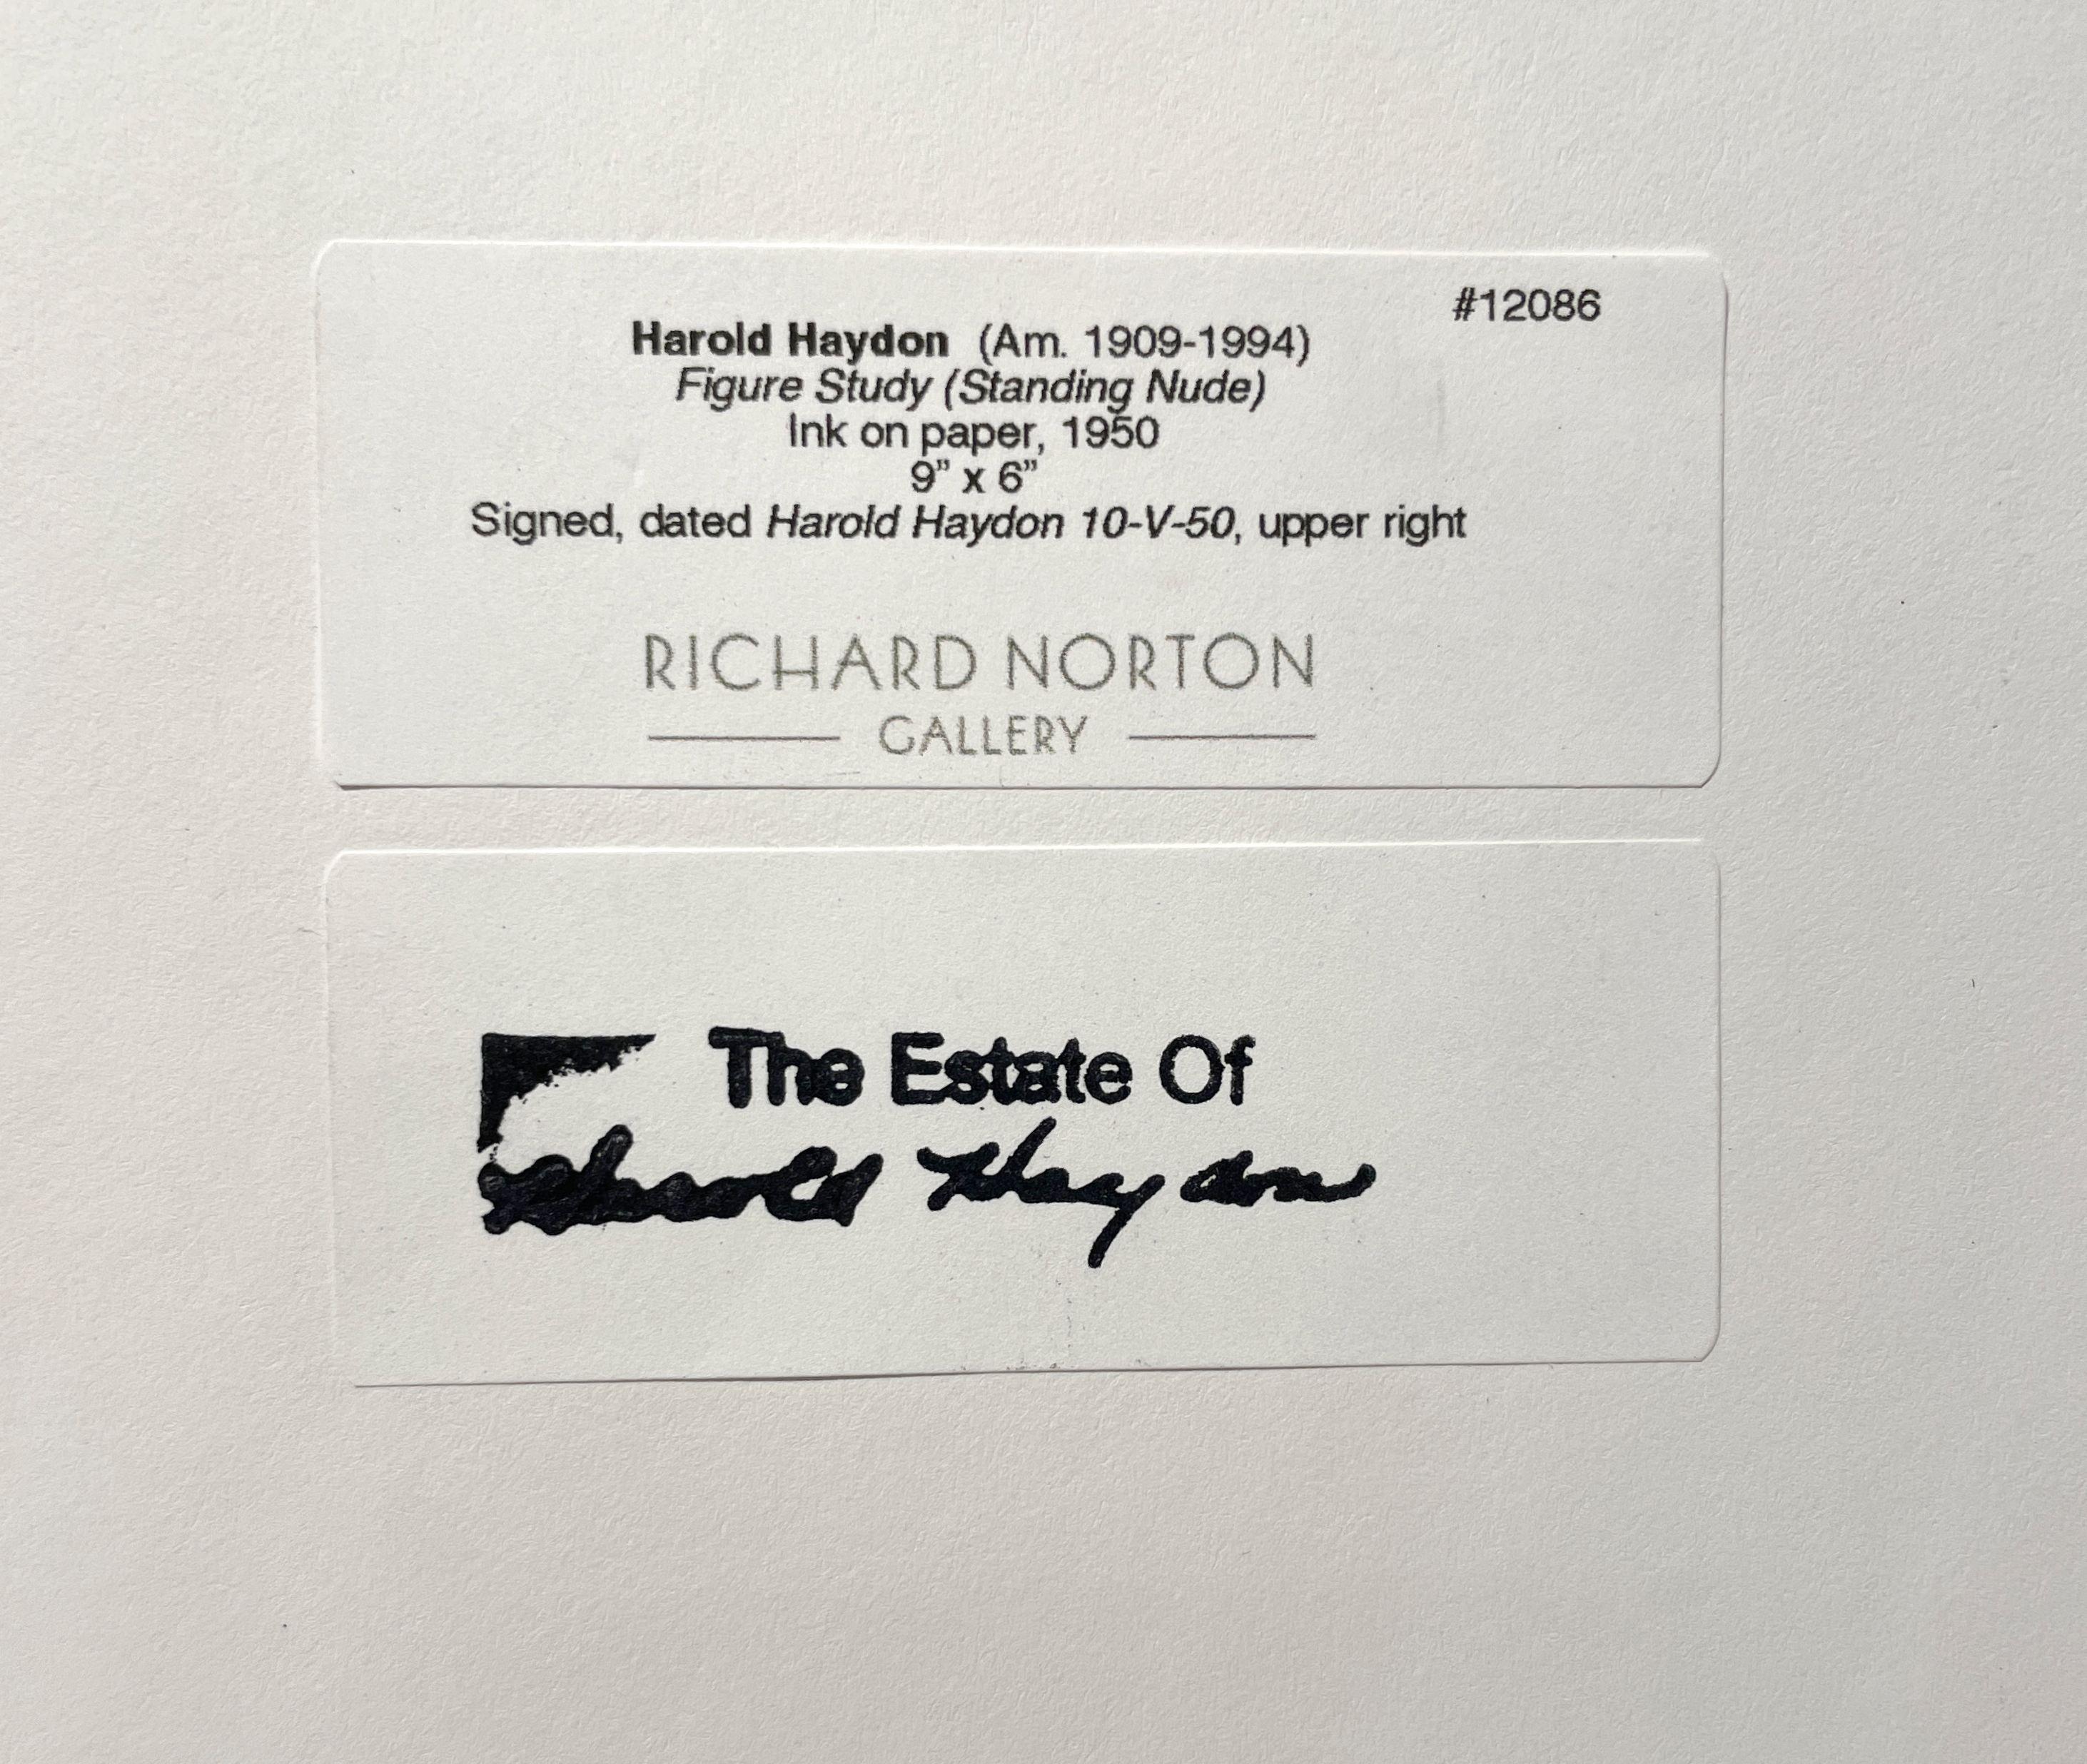 #12086
Harold Haydon (Am. 1909-1994)
Figure Study (Standing Nude)
Ink on paper, 1950
9” x 6”
Signed, dated Harold Haydon 10-V-50, upper right
RICHARD NORTON
GALLERY
The Estate Of
Harold Haydon